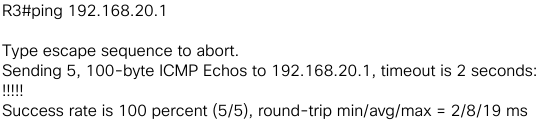 R3#ping 192.168.20.1
Type escape sequence to abort.
Sending 5, 100-byte ICMP Echos to 192.168.20.1, timeout is 2 seconds:
!!!!!
Success rate is 100 percent (5/5), round-trip min/avg/max = 2/8/19 ms